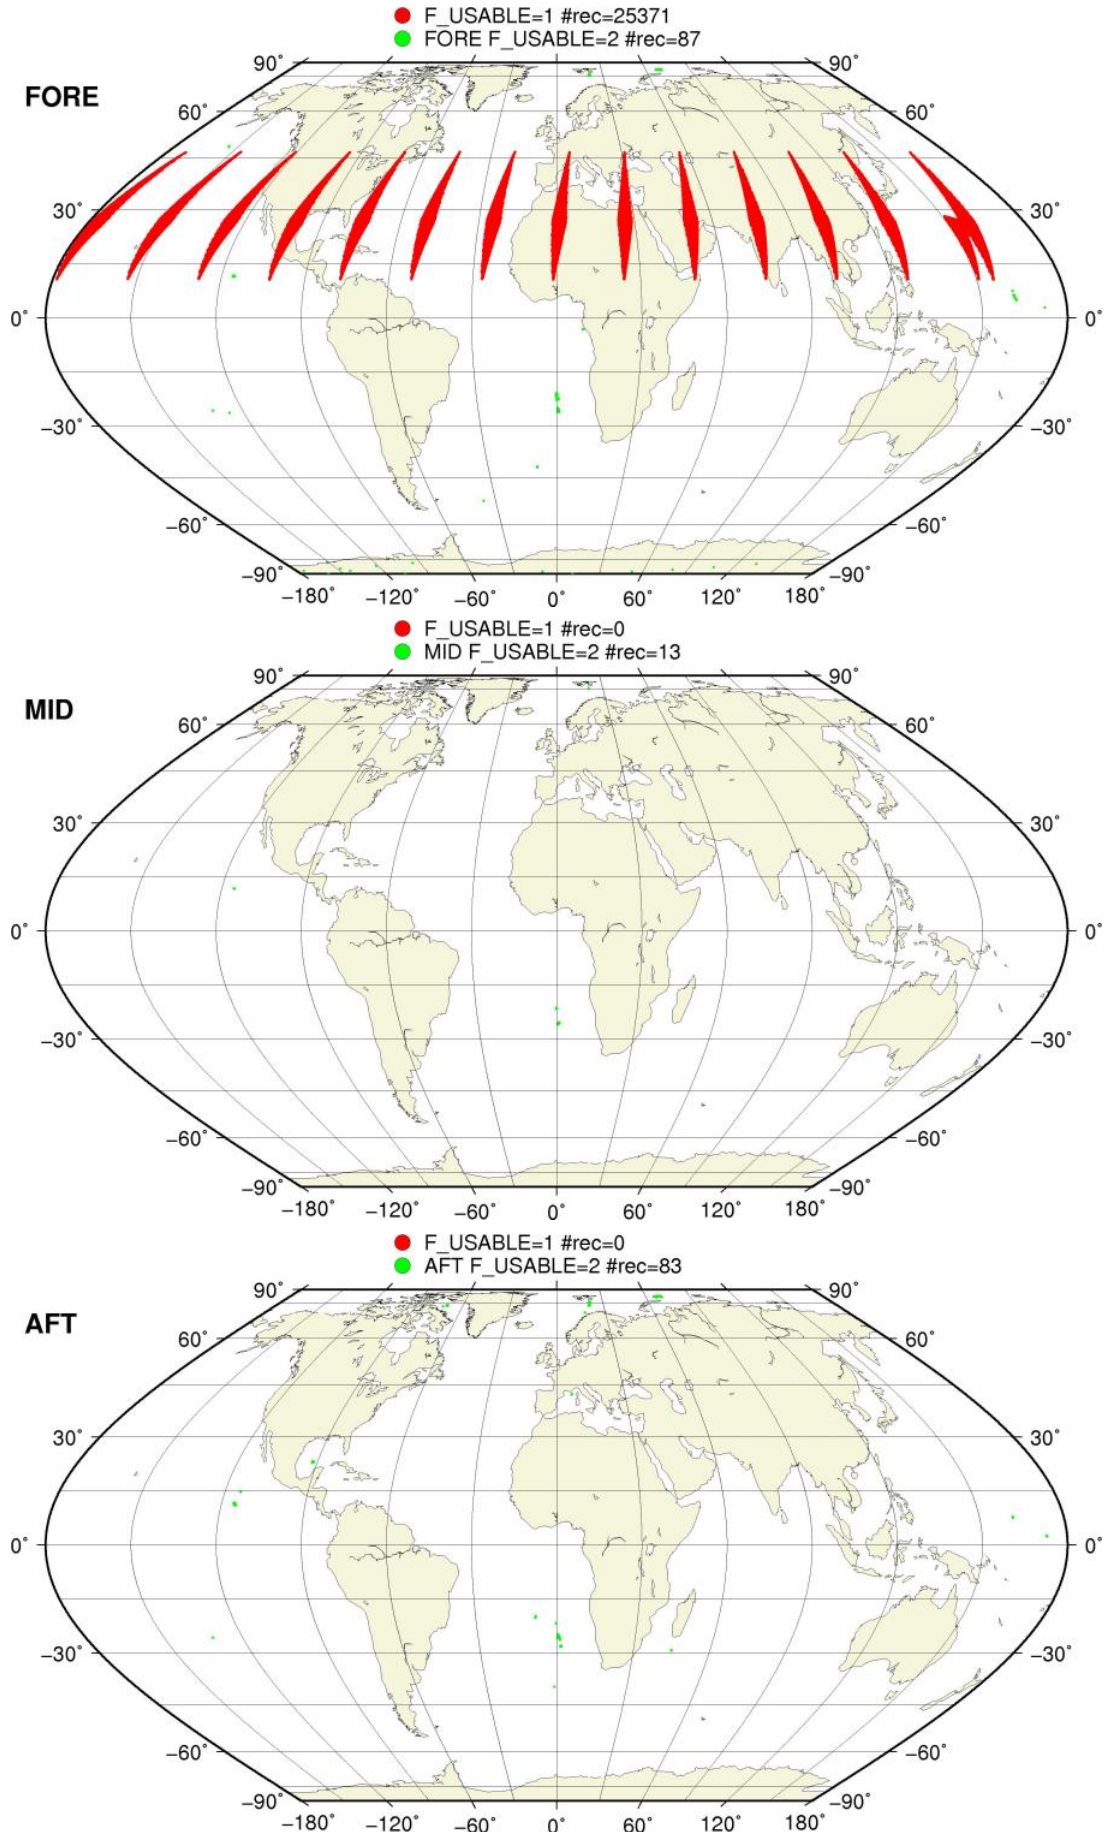 F_USABLE=1 #rec=25371
FORE F_USABLE=2 #rec=87
FORE
90° 90°
60° 60°
30° 30°
0° 0°
−30° −30°
−60° −60°
−90° −90°
−180° −120° −60° 0° 60° 120° 180°
F_USABLE=1 #rec=0
MID F_USABLE=2 #rec=13
MID
90° 90°
60° 60°
30° 30°
0° 0°
−30° −30°
−60° −60°
−90° −90°
−180° −120° −60° 0° 60° 120° 180°
F_USABLE=1 #rec=0
AFT F_USABLE=2 #rec=83
AFT
90° 90°
60° 60°
30° 30°
0° 0°
−30° −30°
−60° −60°
−90° −90°
−180° −120° −60° 0° 60° 120° 180°